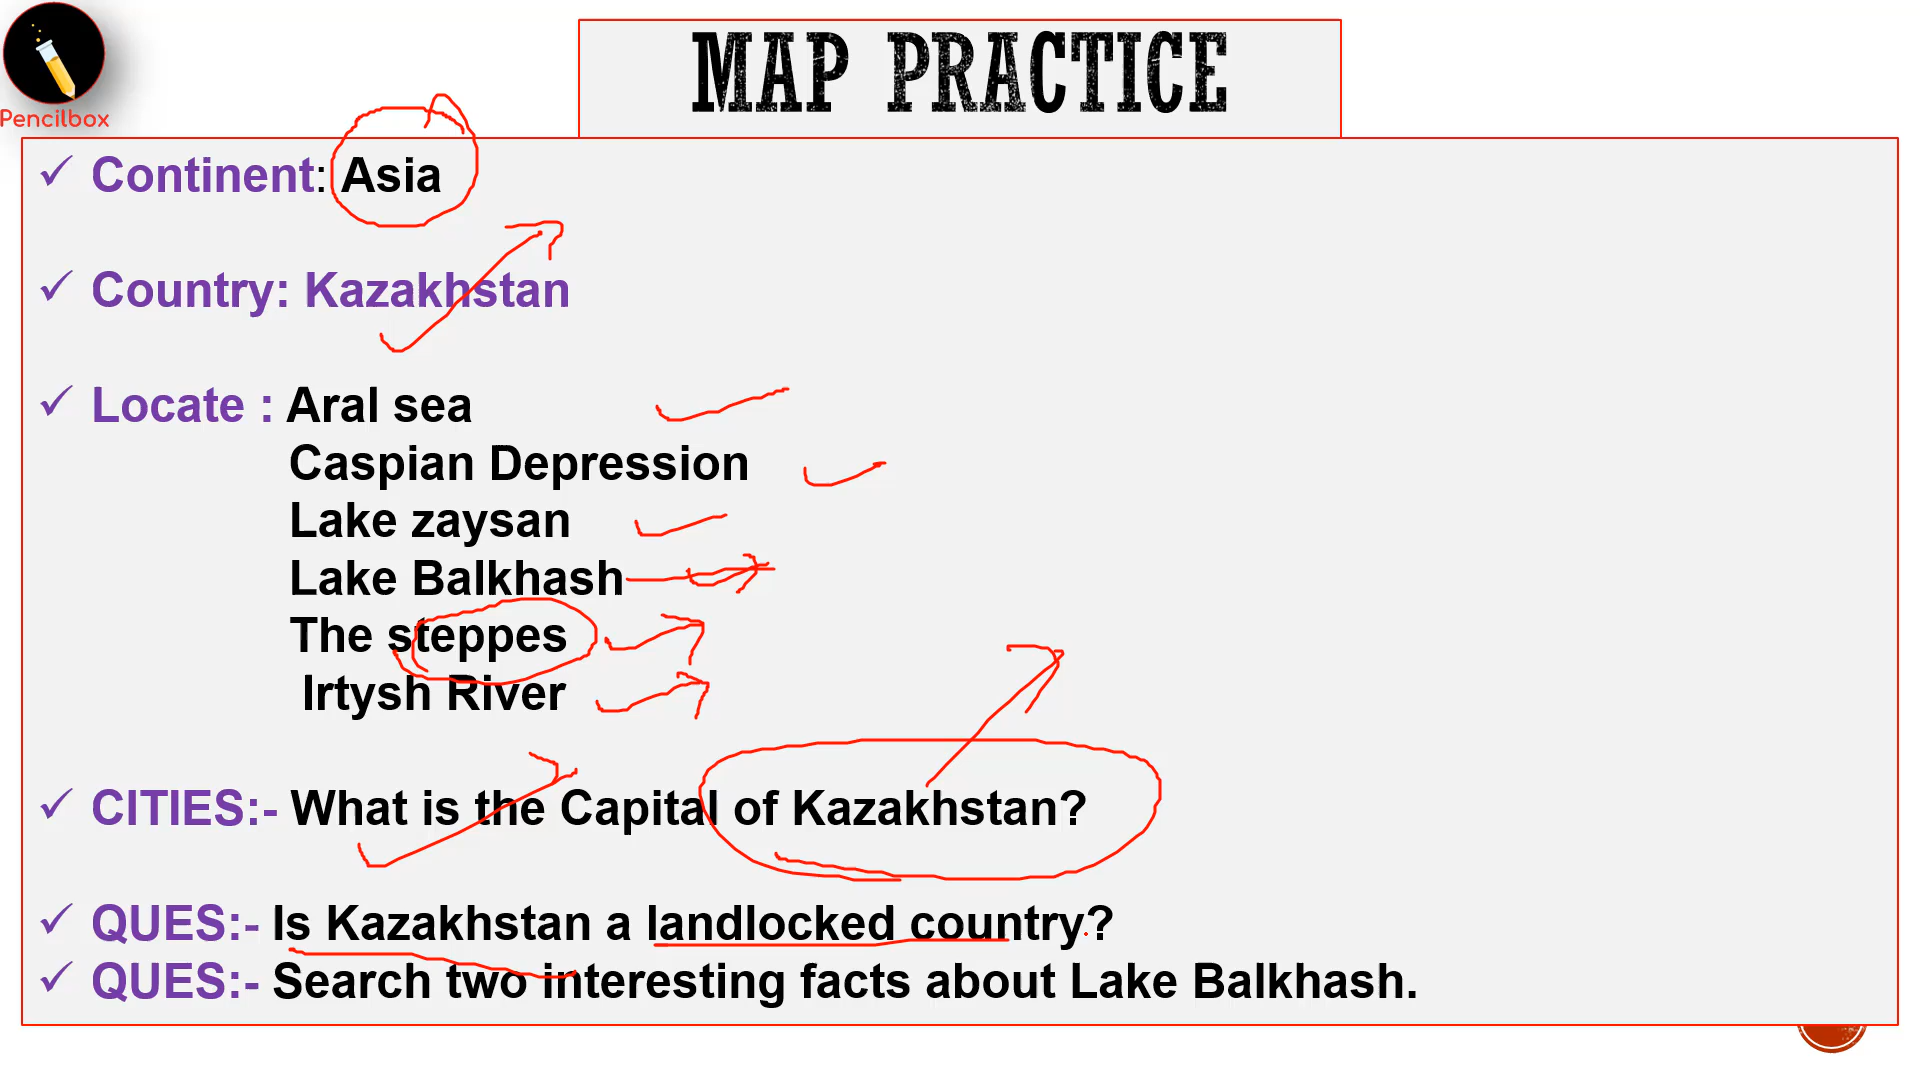 MAP PRACTICE
Pencilbox
✓ Continent: Asia
✓ Country: Kazakhstan
✓ Locate : Aral sea
Caspian Depression
Lake zaysan
Lake Balkhash
The steppes
Irtysh River
✓ CITIES:- What is the Capital of Kazakhstan?
✓ QUES:- Is Kazakhstan a landlocked country?
✓ QUES:- Search two interesting facts about Lake Balkhash.